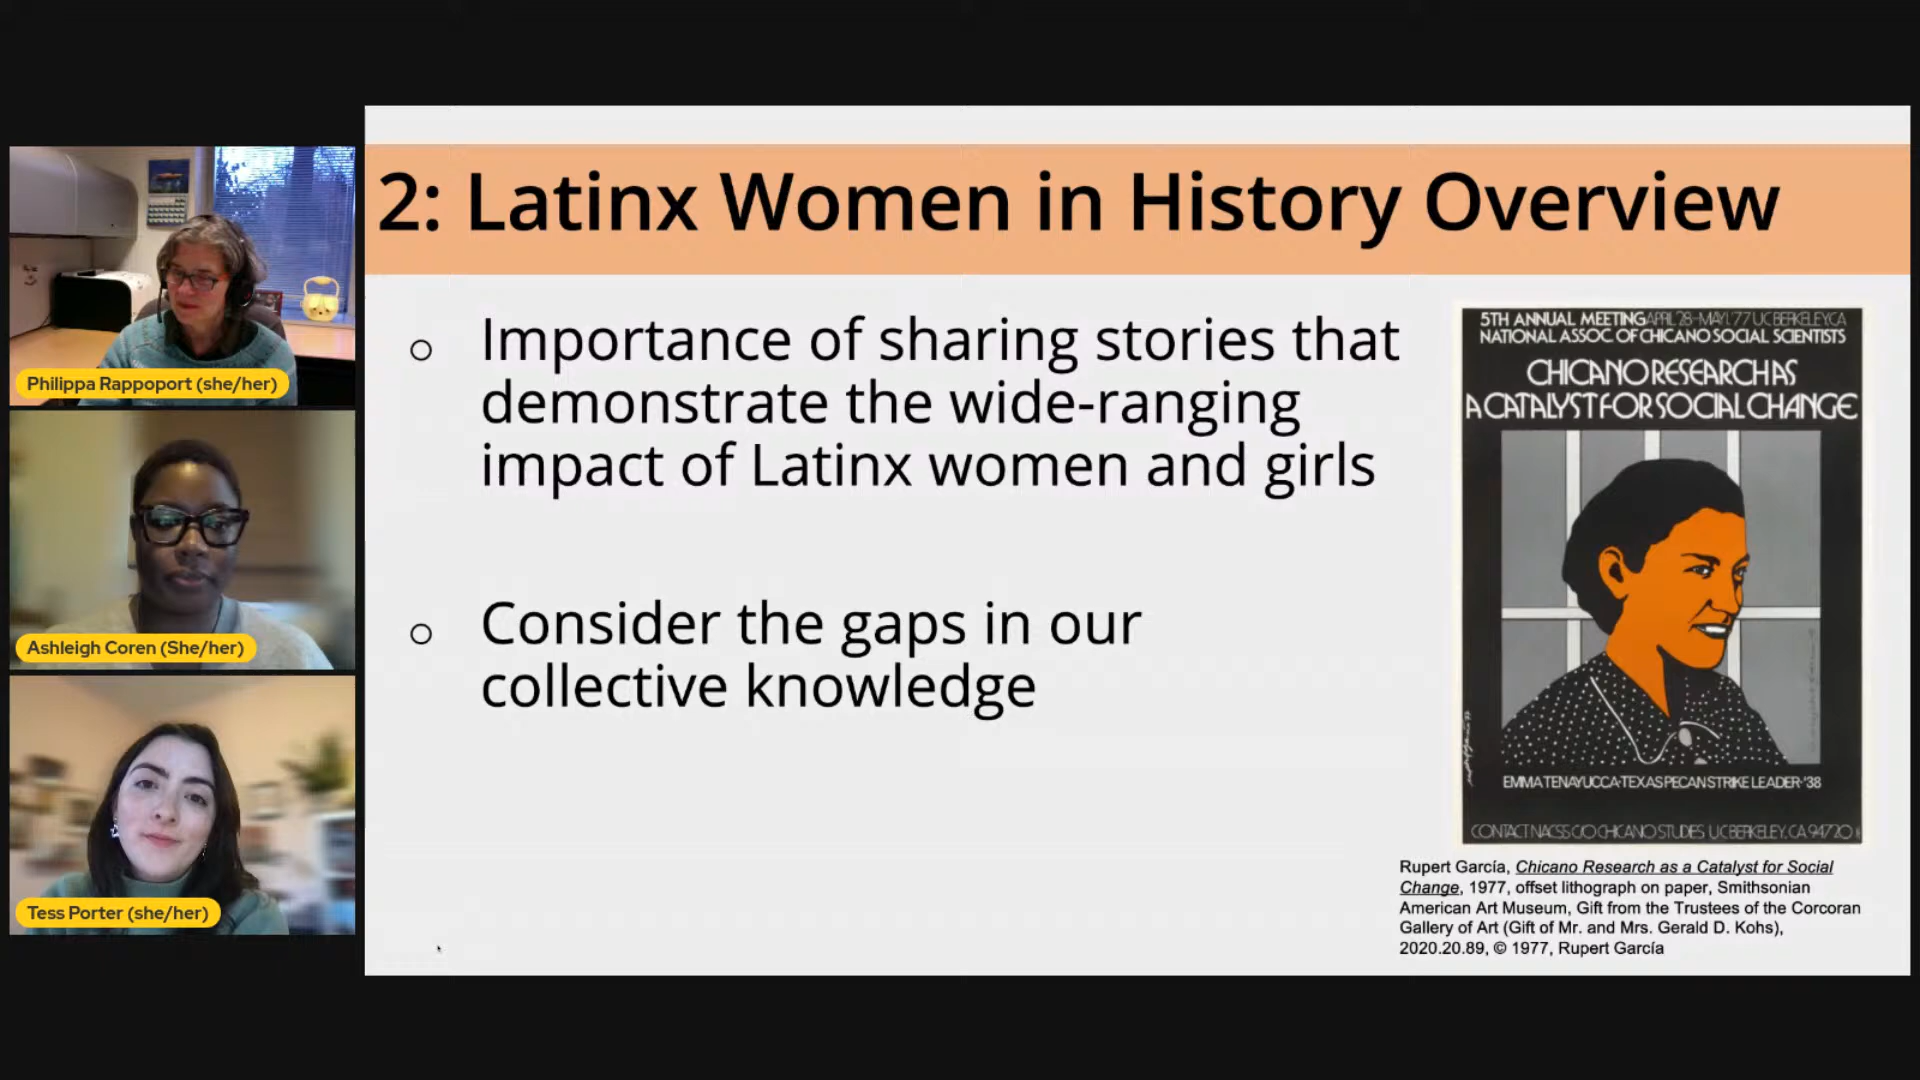 2: Latinx Women in History Overview
Importance of sharing stories that
demonstrate the wide-ranging
impact of Latinx women and girls
Consider the gaps in our
collective knowledge
5TH ANNUAL MEETING APRIL 28-MAY 1, '77 UC BERKELEY, CA
NATIONAL ASSOC OF CHICANO SOCIAL SCIENTISTS
CHICANO RESEARCH AS
A CATALYST FOR SOCIAL CHANGE
EMMA TENAYUCCA•TEXAS PECAN STRIKE LEADER•'38
CONTACT NACSS C/O CHICANO STUDIES U.C. BERKELEY, CA 94720
Rupert García, Chicano Research as a Catalyst for Social
Change, 1977, offset lithograph on paper, Smithsonian
American Art Museum, Gift from the Trustees of the Corcoran
Gallery of Art (Gift of Mr. and Mrs. Gerald D. Kohs),
2020.20.89, © 1977, Rupert García
Philippa Rappoport (she/her)
Ashleigh Coren (She/her)
Tess Porter (she/her)